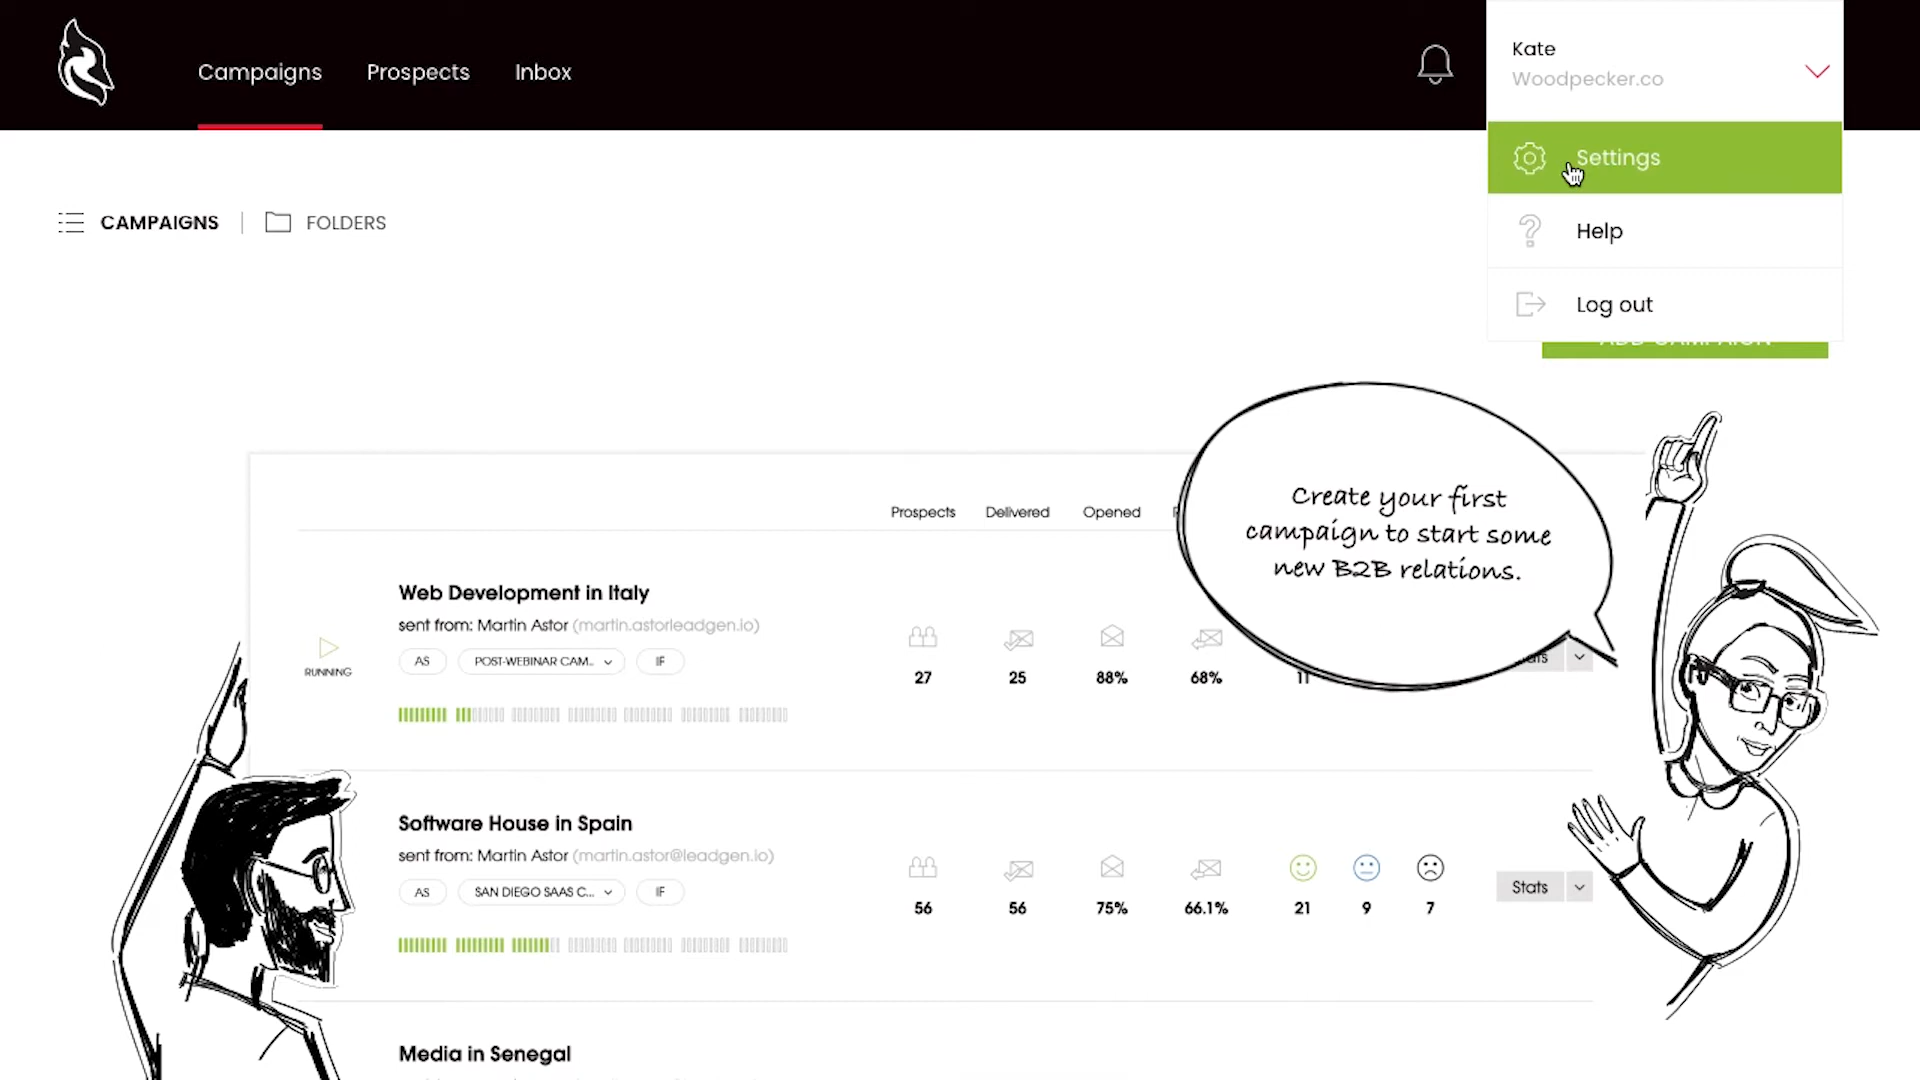 Campaigns Prospects Inbox
Kate
Woodpecker.co
Settings
Help
Log out
ADD CAMPAIGN
CAMPAIGNS | FOLDERS
Create your first
campaign to start some
new B2B relations.
Prospects Delivered Opened
Web Development in Italy
sent from: Martin Astor (martin.astorleadgen.io)
RUNNING
AS POST-WEBINAR CAM... IF
27 25 88% 68% 11
Software House in Spain
sent from: Martin Astor (martin.astor@leadgen.io)
AS SAN DIEGO SAAS C... IF
56 56 75% 66.1% 21 9 7
Stats
Media in Senegal